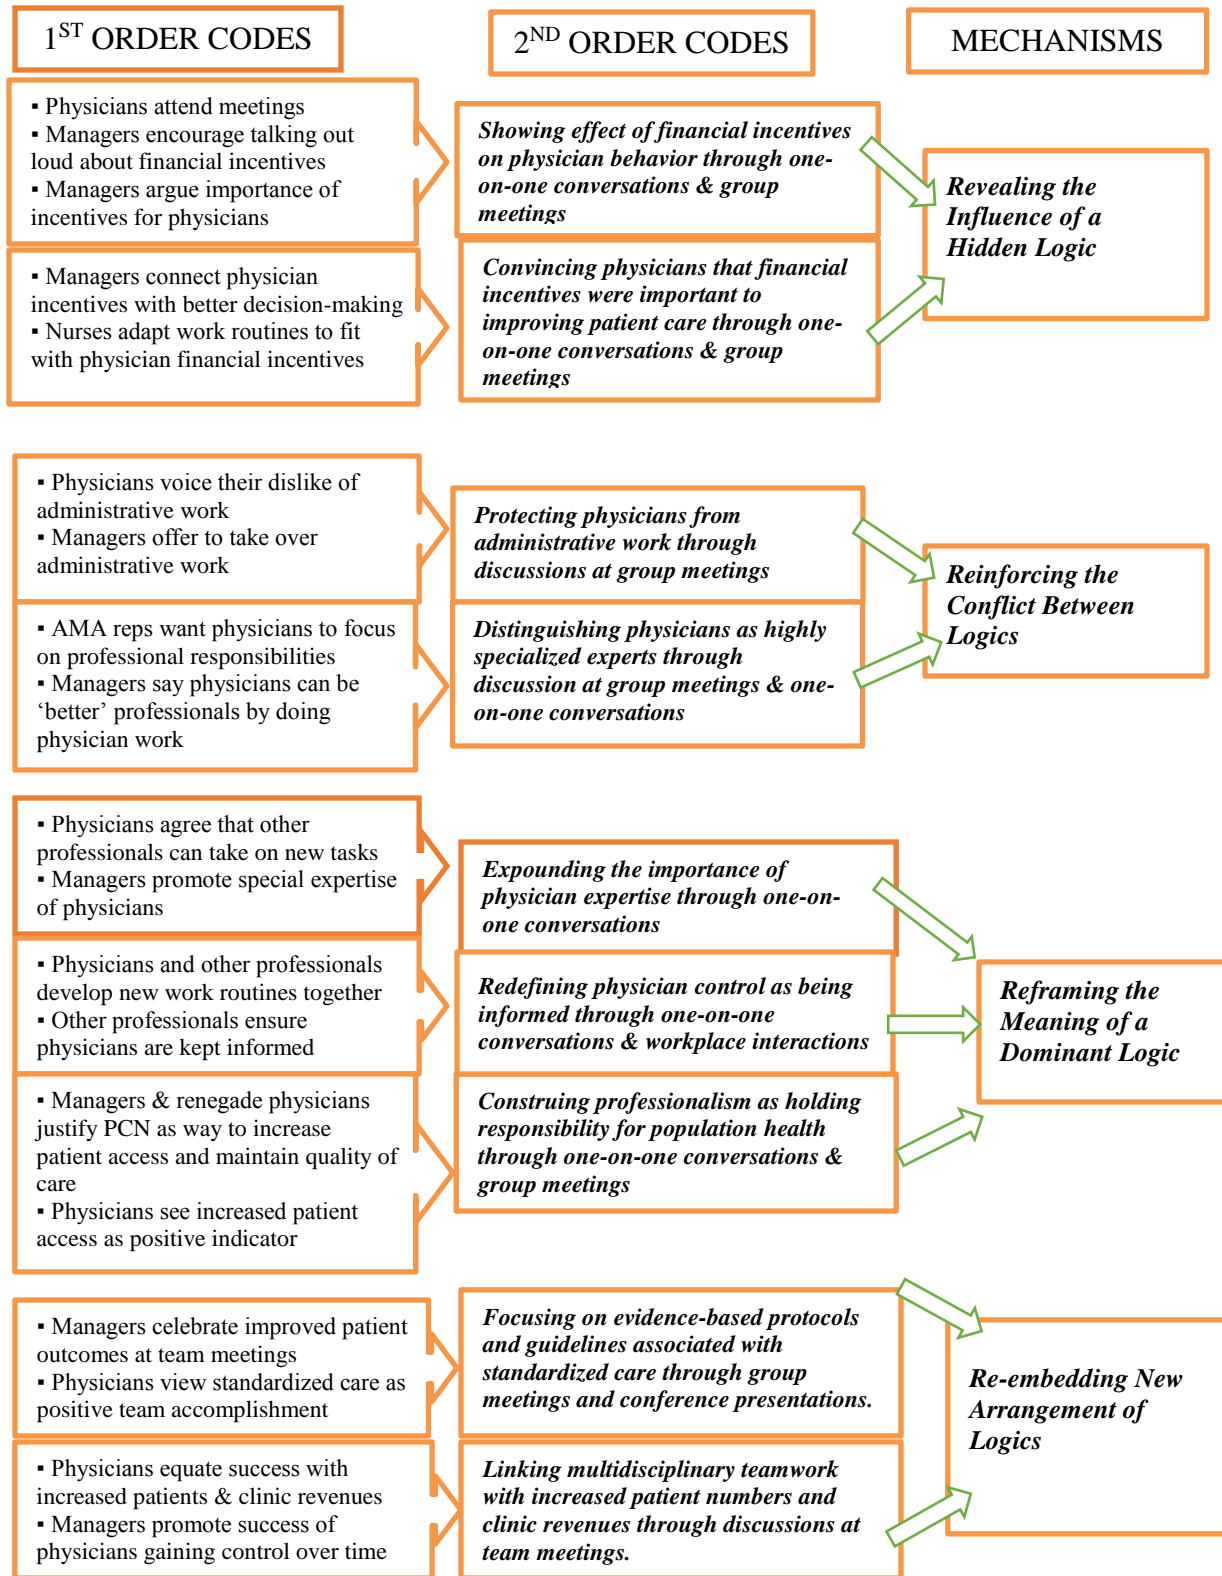 1ST ORDER CODES
2ND ORDER CODES
MECHANISMS
▪ Physicians attend meetings
▪ Managers encourage talking out
loud about financial incentives
▪ Managers argue importance of
incentives for physicians
Showing effect of financial incentives
on physician behavior through one-
on-one conversations & group
meetings
Revealing the
Influence of a
Hidden Logic
▪ Managers connect physician
incentives with better decision-making
▪ Nurses adapt work routines to fit
with physician financial incentives
Convincing physicians that financial
incentives were important to
improving patient care through one-
on-one conversations & group
meetings
▪ Physicians voice their dislike of
administrative work
▪ Managers offer to take over
administrative work
Protecting physicians from
administrative work through
discussions at group meetings
Reinforcing the
Conflict Between
Logics
▪ AMA reps want physicians to focus
on professional responsibilities
▪ Managers say physicians can be
‘better’ professionals by doing
physician work
Distinguishing physicians as highly
specialized experts through
discussion at group meetings & one-
on-one conversations
▪ Physicians agree that other
professionals can take on new tasks
▪ Managers promote special expertise
of physicians
Expounding the importance of
physician expertise through one-on-
one conversations
▪ Physicians and other professionals
develop new work routines together
▪ Other professionals ensure
physicians are kept informed
Redefining physician control as being
informed through one-on-one
conversations & workplace interactions
Reframing the
Meaning of a
Dominant Logic
▪ Managers & renegade physicians
justify PCN as way to increase
patient access and maintain quality of
care
▪ Physicians see increased patient
access as positive indicator
Construing professionalism as holding
responsibility for population health
through one-on-one conversations &
group meetings
▪ Managers celebrate improved patient
outcomes at team meetings
▪ Physicians view standardized care as
positive team accomplishment
Focusing on evidence-based protocols
and guidelines associated with
standardized care through group
meetings and conference presentations.
Re-embedding New
Arrangement of
Logics
▪ Physicians equate success with
increased patients & clinic revenues
▪ Managers promote success of
physicians gaining control over time
Linking multidisciplinary teamwork
with increased patient numbers and
clinic revenues through discussions at
team meetings.